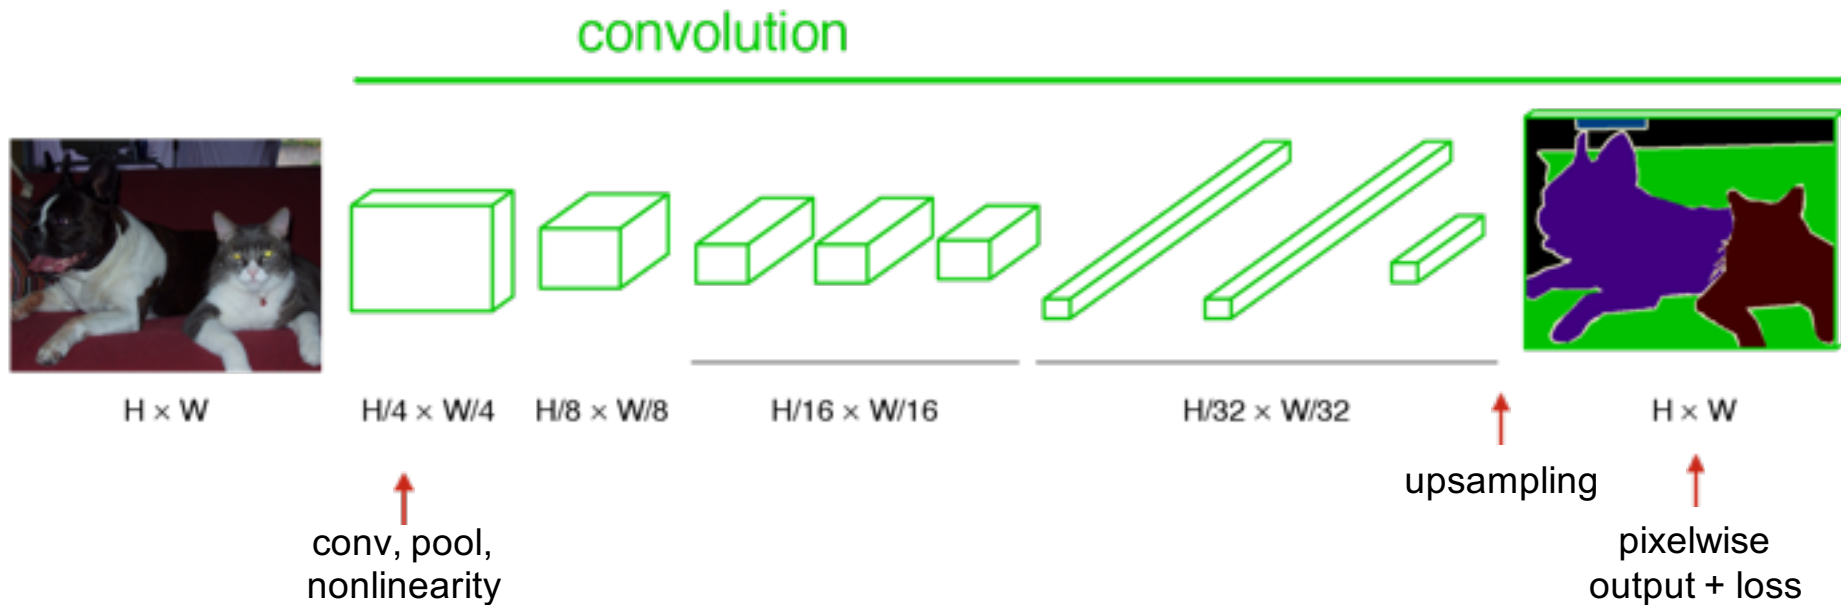 convolution
H × W
H/4 × W/4
H/8 × W/8
H/16 × W/16
H/32 × W/32
H × W
upsampling
conv, pool,
nonlinearity
pixelwise
output + loss